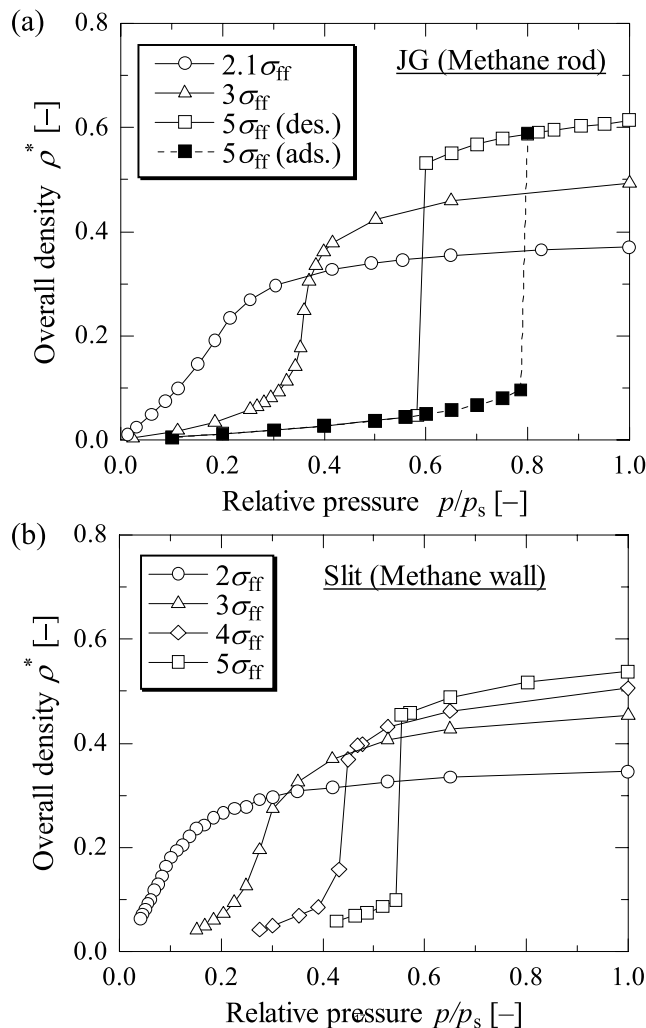 (a)
0.8
0.6
0.4
0.2
0.0
Overall density ρ* [–]
2.1σff
3σff
5σff (des.)
5σff (ads.)
JG (Methane rod)
0.0 0.2 0.4 0.6 0.8 1.0
Relative pressure p/ps [–]
(b)
0.8
0.6
0.4
0.2
0.0
Overall density ρ* [–]
2σff
3σff
4σff
5σff
Slit (Methane wall)
0.0 0.2 0.4 0.6 0.8 1.0
Relative pressure p/ps [–]